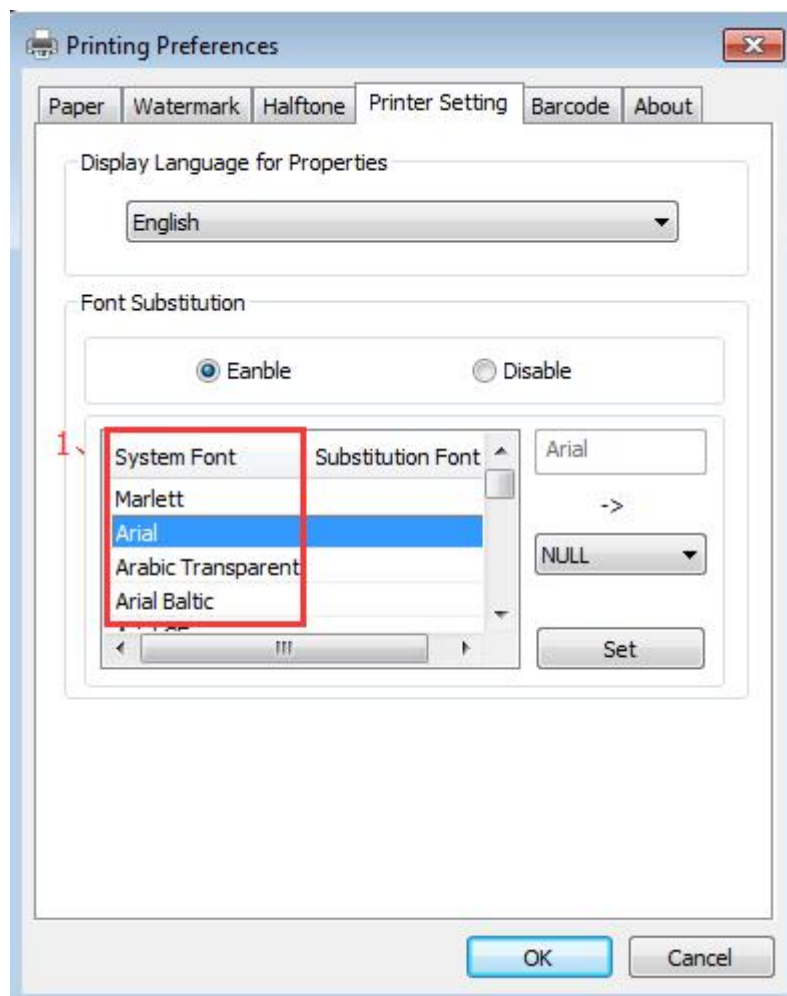 Printing Preferences
Paper Watermark Halftone Printer Setting Barcode About
Display Language for Properties
English
Font Substitution
Eanble Disable
1、
System Font Substitution Font
Marlett
Arial
Arabic Transparent
Arial Baltic
Arial
->
NULL
Set
OK Cancel